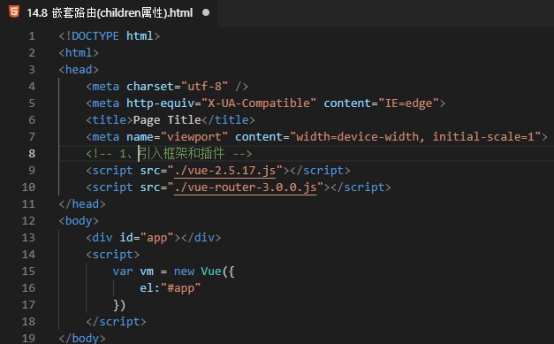 14.8 嵌套路由(children属性).html
1 <!DOCTYPE html>
2 <html>
3 <head>
4 <meta charset="utf-8" />
5 <meta http-equiv="X-UA-Compatible" content="IE=edge">
6 <title>Page Title</title>
7 <meta name="viewport" content="width=device-width, initial-scale=1">
8 <!-- 1、引入框架和插件 -->
9 <script src="./vue-2.5.17.js"></script>
10 <script src="./vue-router-3.0.0.js"></script>
11 </head>
12 <body>
13 <div id="app"></div>
14 <script>
15 var vm = new Vue({
16 el:"#app"
17 })
18 </script>
19 </body>